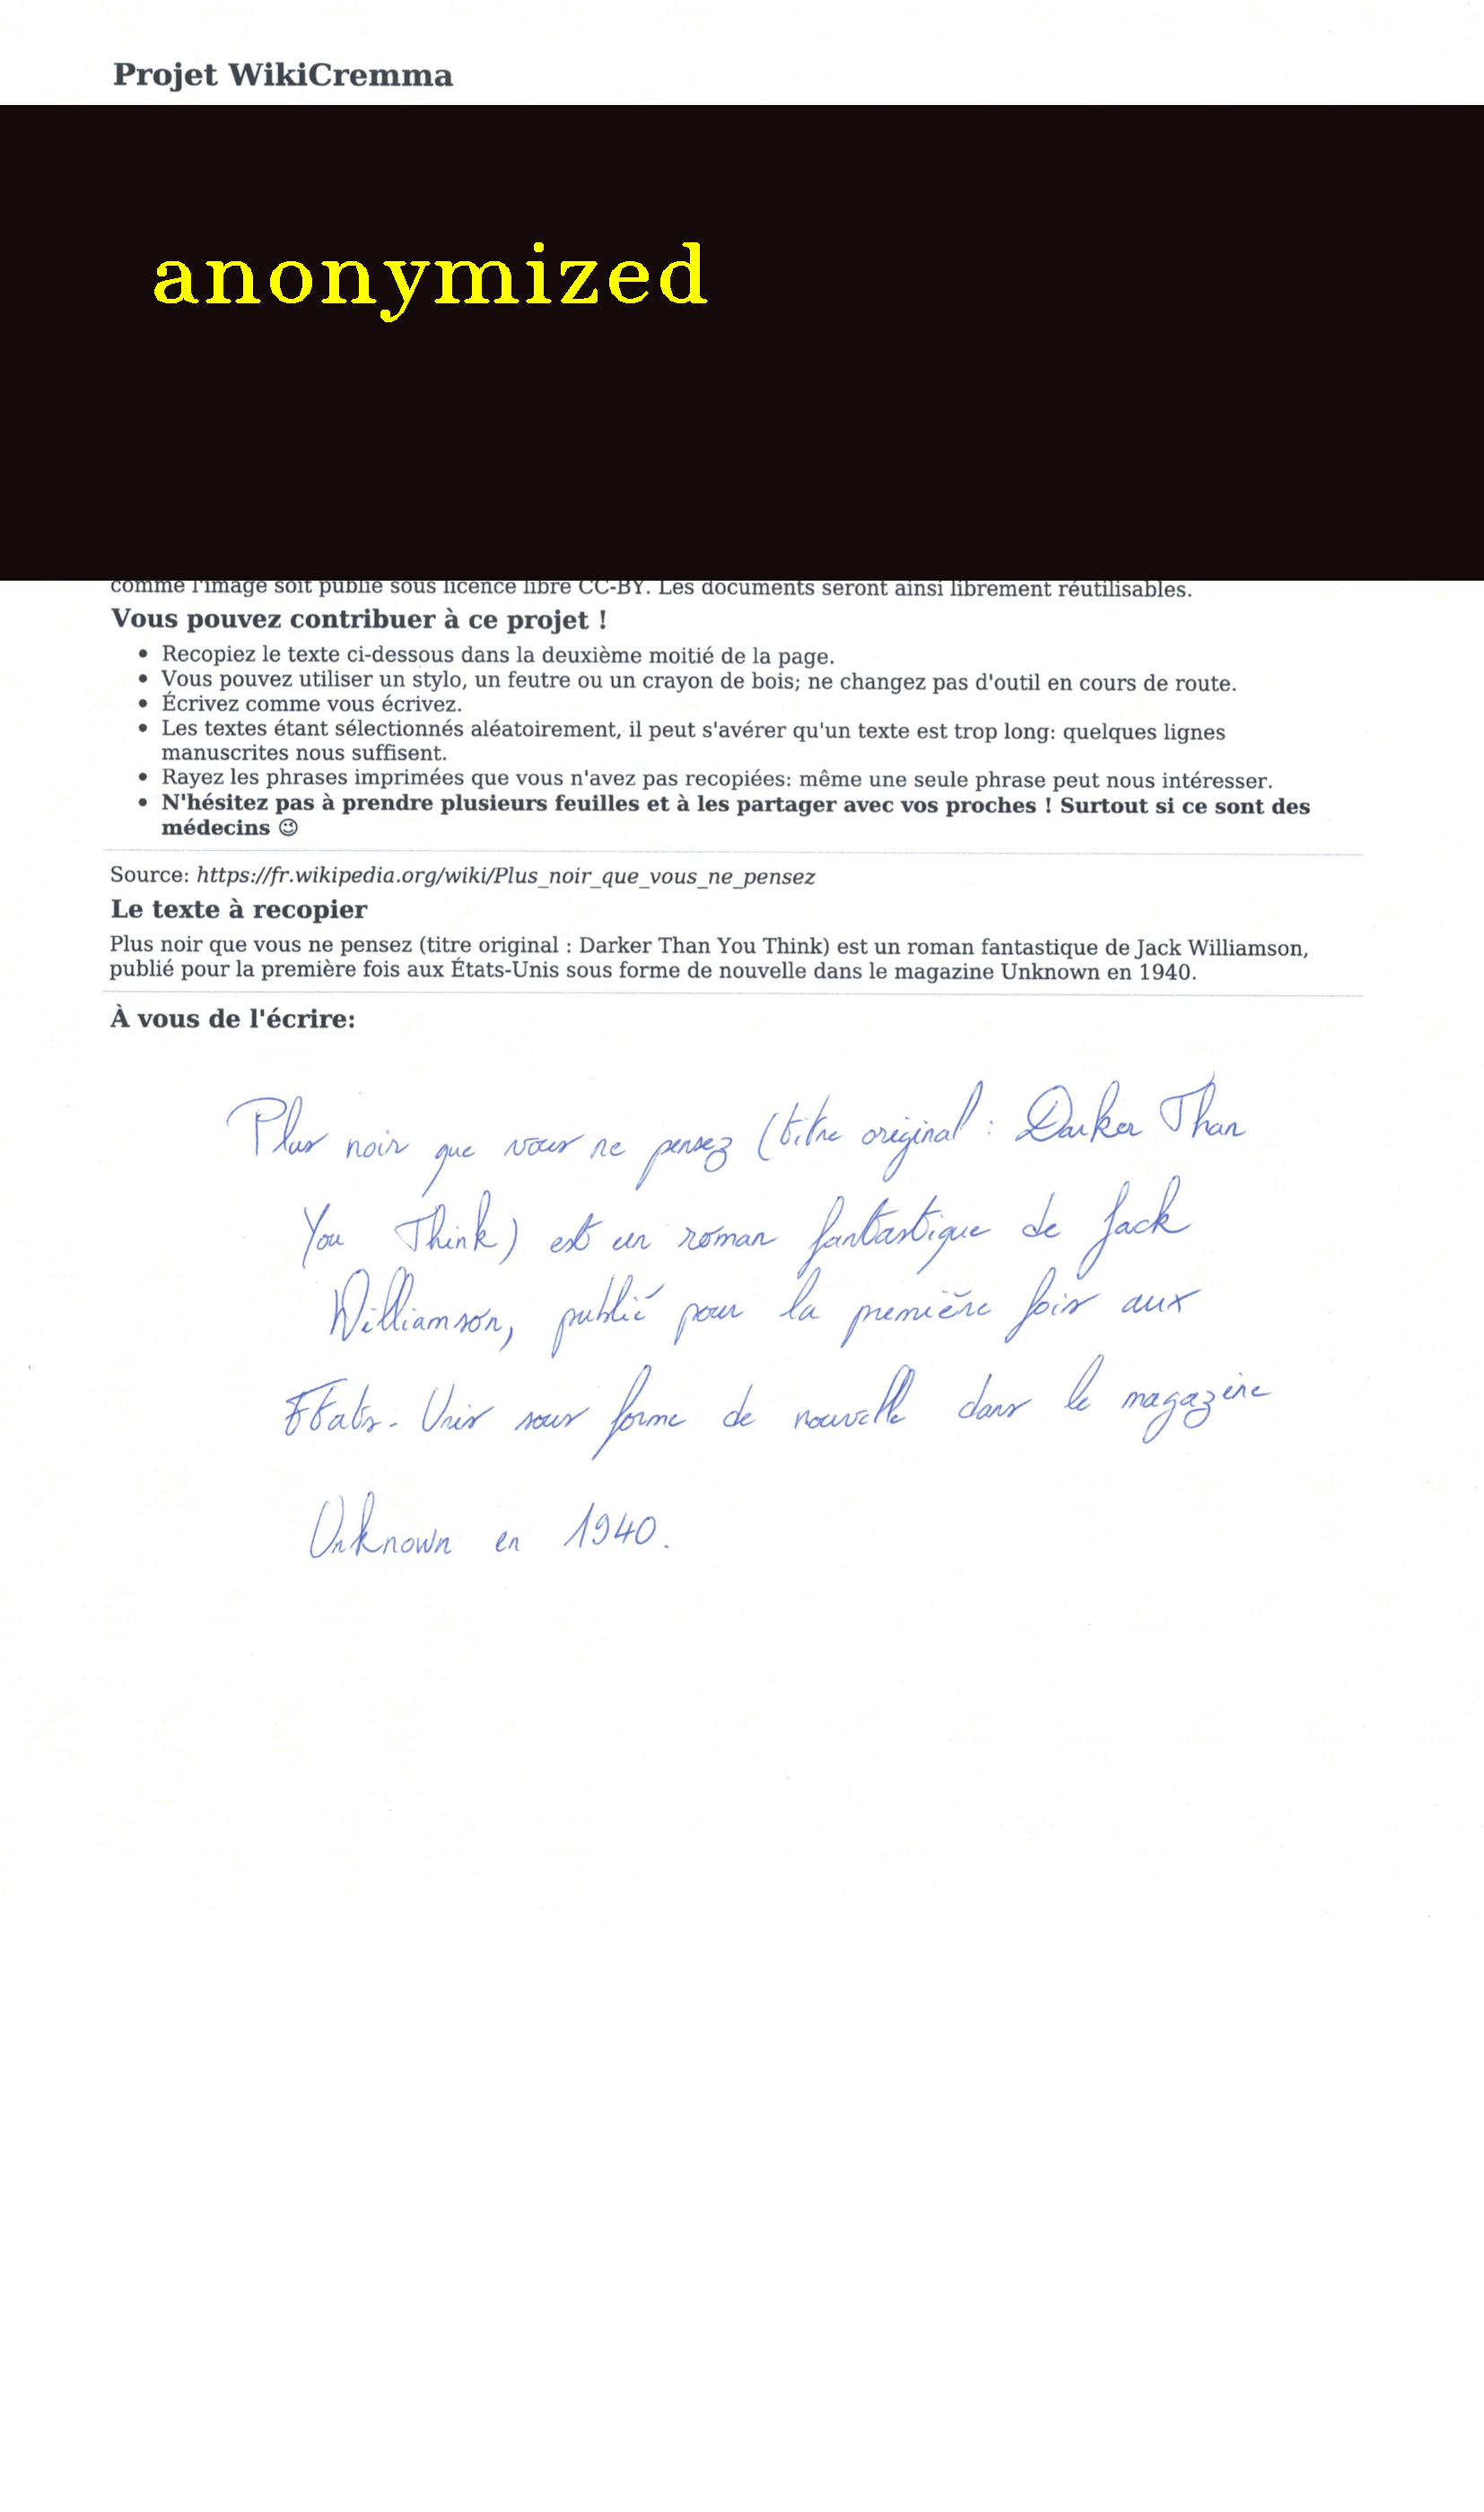 Projet WikiCremma
anonymized
comme l'image soit publié sous licence libre CC-BY. Les documents seront ainsi librement réutilisables.
Vous pouvez contribuer à ce projet !
• Recopiez le texte ci-dessous dans la deuxième moitié de la page.
• Vous pouvez utiliser un stylo, un feutre ou un crayon de bois; ne changez pas d'outil en cours de route.
• Écrivez comme vous écrivez.
• Les textes étant sélectionnés aléatoirement, il peut s'avérer qu'un texte est trop long: quelques lignes
manuscrites nous suffisent.
• Rayez les phrases imprimées que vous n'avez pas recopiées: même une seule phrase peut nous intéresser.
• N'hésitez pas à prendre plusieurs feuilles et à les partager avec vos proches ! Surtout si ce sont des
médecins 😉
Source: https://fr.wikipedia.org/wiki/Plus_noir_que_vous_ne_pensez
Le texte à recopier
Plus noir que vous ne pensez (titre original : Darker Than You Think) est un roman fantastique de Jack Williamson,
publié pour la première fois aux États-Unis sous forme de nouvelle dans le magazine Unknown en 1940.
À vous de l'écrire:
Plus noir que vous ne pensez (titre original : Darker Than
You Think) est un roman fantastique de Jack
Williamson, publié pour la première fois aux
Etats-Unis sous forme de nouvelle dans le magazine
Unknown en 1940.